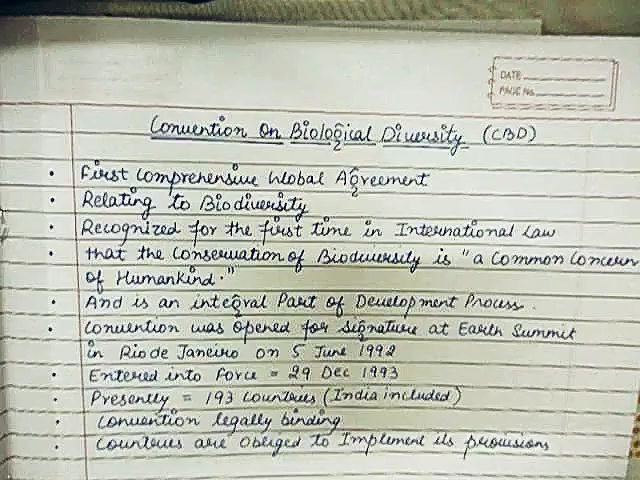 DATE
PAGE No.
Convention On Biological Diversity (CBD)
• First Comprehensive Global Agreement
• Relating to Biodiversity
• Recognized for the first time in International Law
• that the Conservation of Biodiversity is "a Common Concern
of Humankind."
• And is an integral Part of Development Process.
• Convention was opened for signature at Earth Summit
in Rio de Janeiro on 5 June 1992
• Entered into Force = 29 Dec 1993
• Presently = 193 Countries (India included)
• Convention legally binding
• Countries are obliged to Implement its provisions